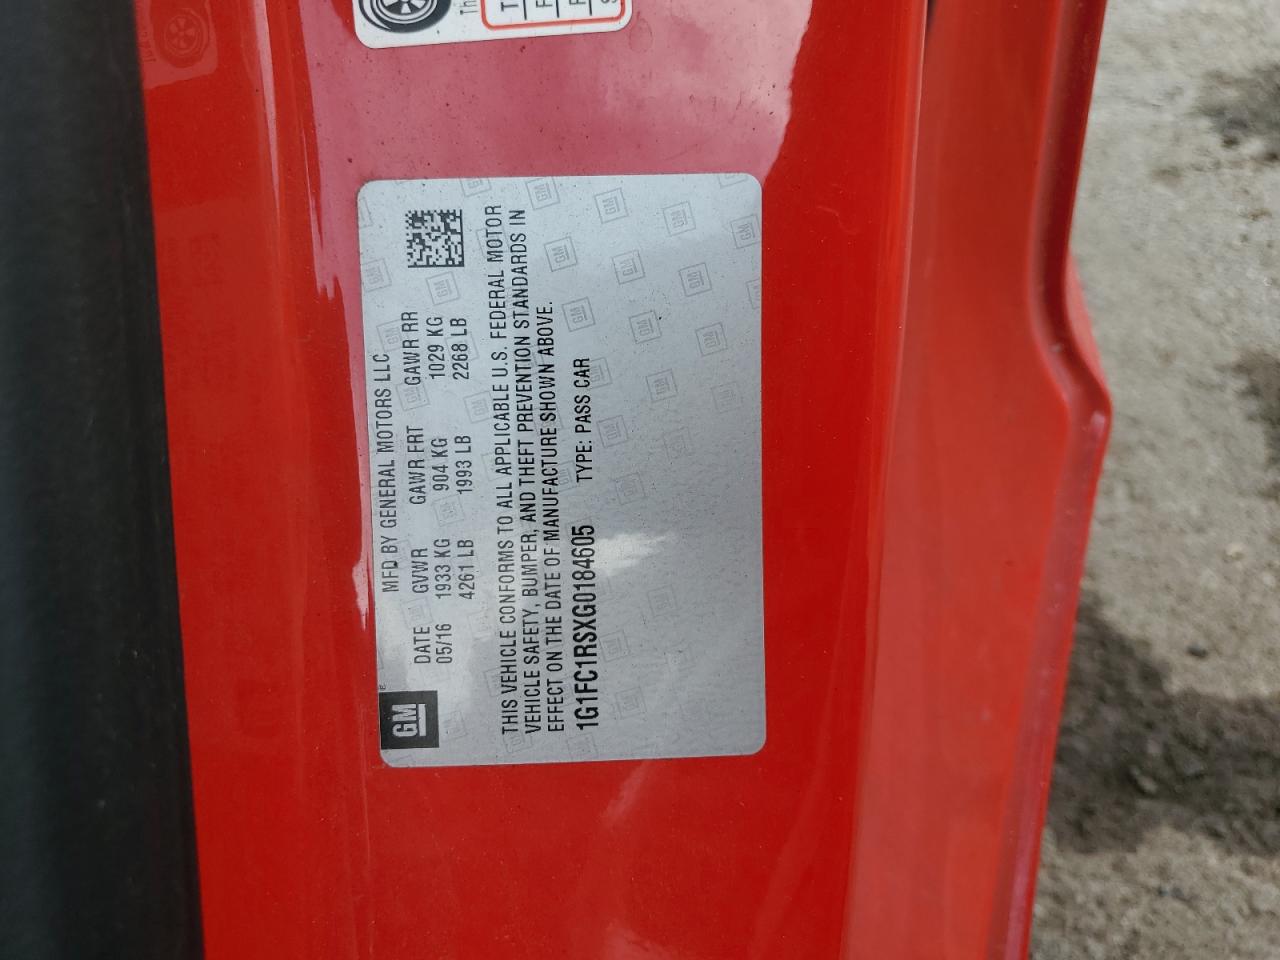 MFD BY GENERAL MOTORS LLC
GM
DATE GVWR GAWR FRT GAWR RR
05/16 1933 KG 904 KG 1029 KG
4261 LB 1993 LB 2268 LB
THIS VEHICLE CONFORMS TO ALL APPLICABLE U.S. FEDERAL MOTOR
VEHICLE SAFETY, BUMPER, AND THEFT PREVENTION STANDARDS IN
EFFECT ON THE DATE OF MANUFACTURE SHOWN ABOVE.
1G1FC1RSXG0184605 TYPE: PASS CAR